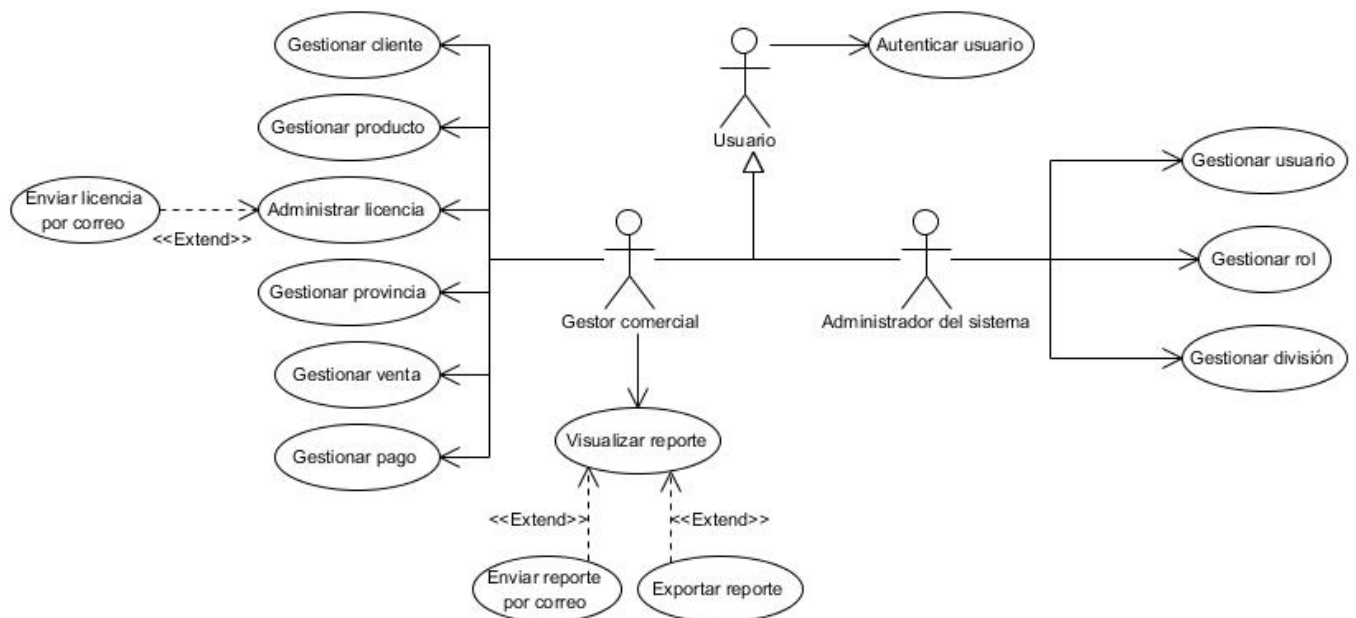 Gestionar cliente
Autenticar usuario
Gestionar producto
Usuario
Gestionar usuario
Enviar licencia
por correo
<<Extend>>
Administrar licencia
Gestionar rol
Gestionar provincia
Gestor comercial
Administrador del sistema
Gestionar división
Gestionar venta
Visualizar reporte
Gestionar pago
<<Extend>>
<<Extend>>
Enviar reporte
por correo
Exportar reporte